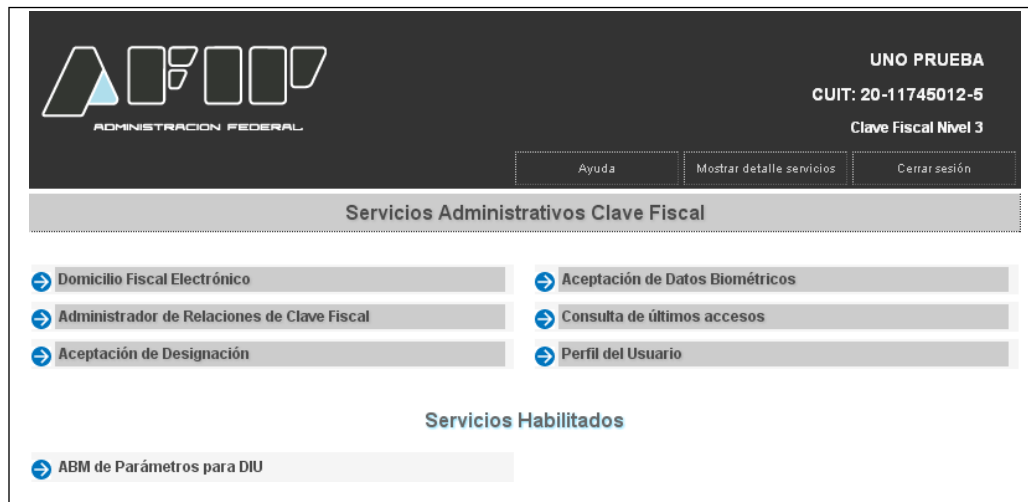 AFIP
ADMINISTRACION FEDERAL
UNO PRUEBA
CUIT: 20-11745012-5
Clave Fiscal Nivel 3
Ayuda
Mostrar detalle servicios
Cerrar sesión
Servicios Administrativos Clave Fiscal
Domicilio Fiscal Electrónico
Aceptación de Datos Biométricos
Administrador de Relaciones de Clave Fiscal
Consulta de últimos accesos
Aceptación de Designación
Perfil del Usuario
Servicios Habilitados
ABM de Parámetros para DIU